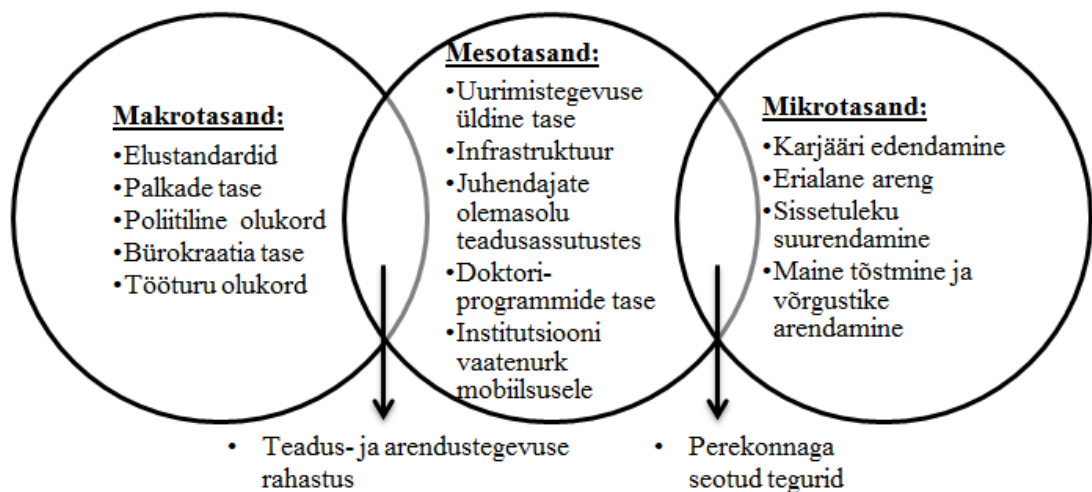 Makrotasand:
•Elustandardid
•Palkade tase
•Poliitiline olukord
•Bürokraatia tase
•Tööturu olukord
Mesotasand:
•Uurimistegevuse
üldine tase
•Infrastruktuur
•Juhendajate
olemasolu
teadusassutustes
•Doktori-
programmide tase
•Institutsiooni
vaatenurk
mobiilsusele
Mikrotasand:
•Karjääri edendamine
•Erialane areng
•Sissetuleku
suurendamine
•Maine tõstmine ja
võrgustike
arendamine
• Teadus- ja arendustegevuse
rahastus
• Perekonnaga
seotud tegurid